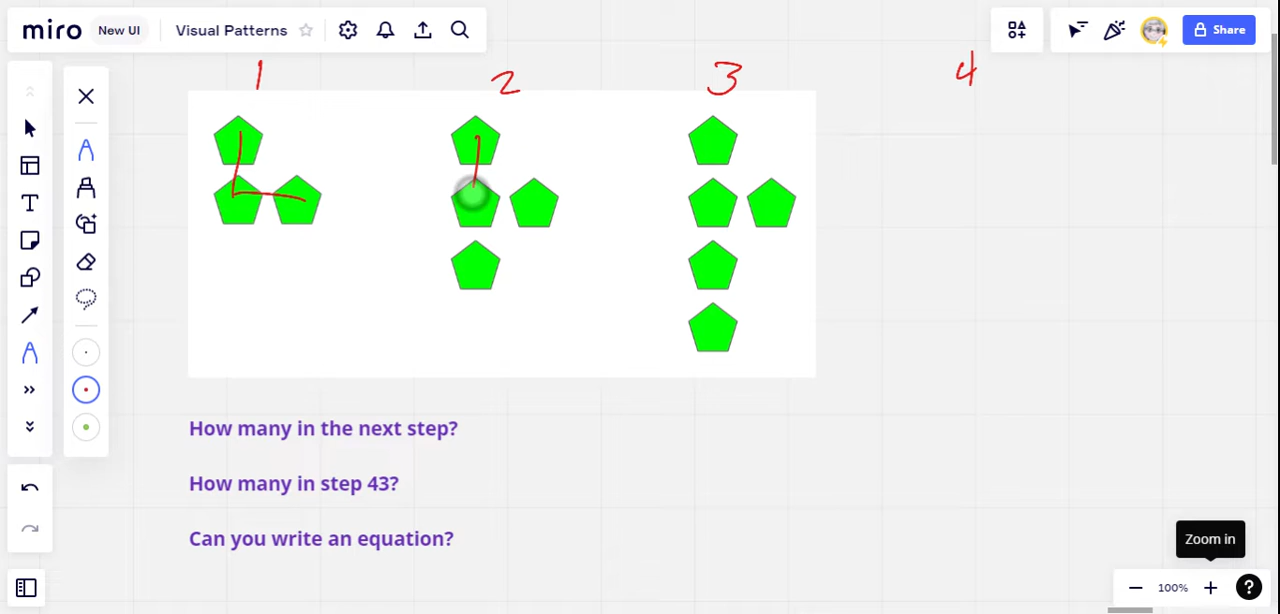 miro New UI Visual Patterns Share
1 2 3 4
How many in the next step?
How many in step 43?
Can you write an equation?
Zoom in
100%